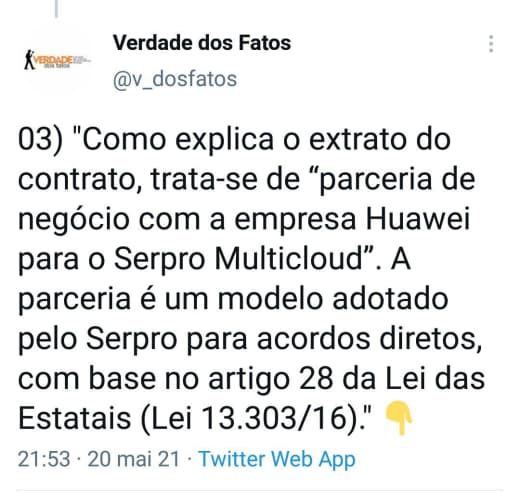 Verdade dos Fatos
VERDADE
dos fatos
@v_dosfatos
03) "Como explica o extrato do
contrato, trata-se de “parceria de
negócio com a empresa Huawei
para o Serpro Multicloud”. A
parceria é um modelo adotado
pelo Serpro para acordos diretos,
com base no artigo 28 da Lei das
Estatais (Lei 13.303/16)." 👇
21:53 · 20 mai 21 · Twitter Web App